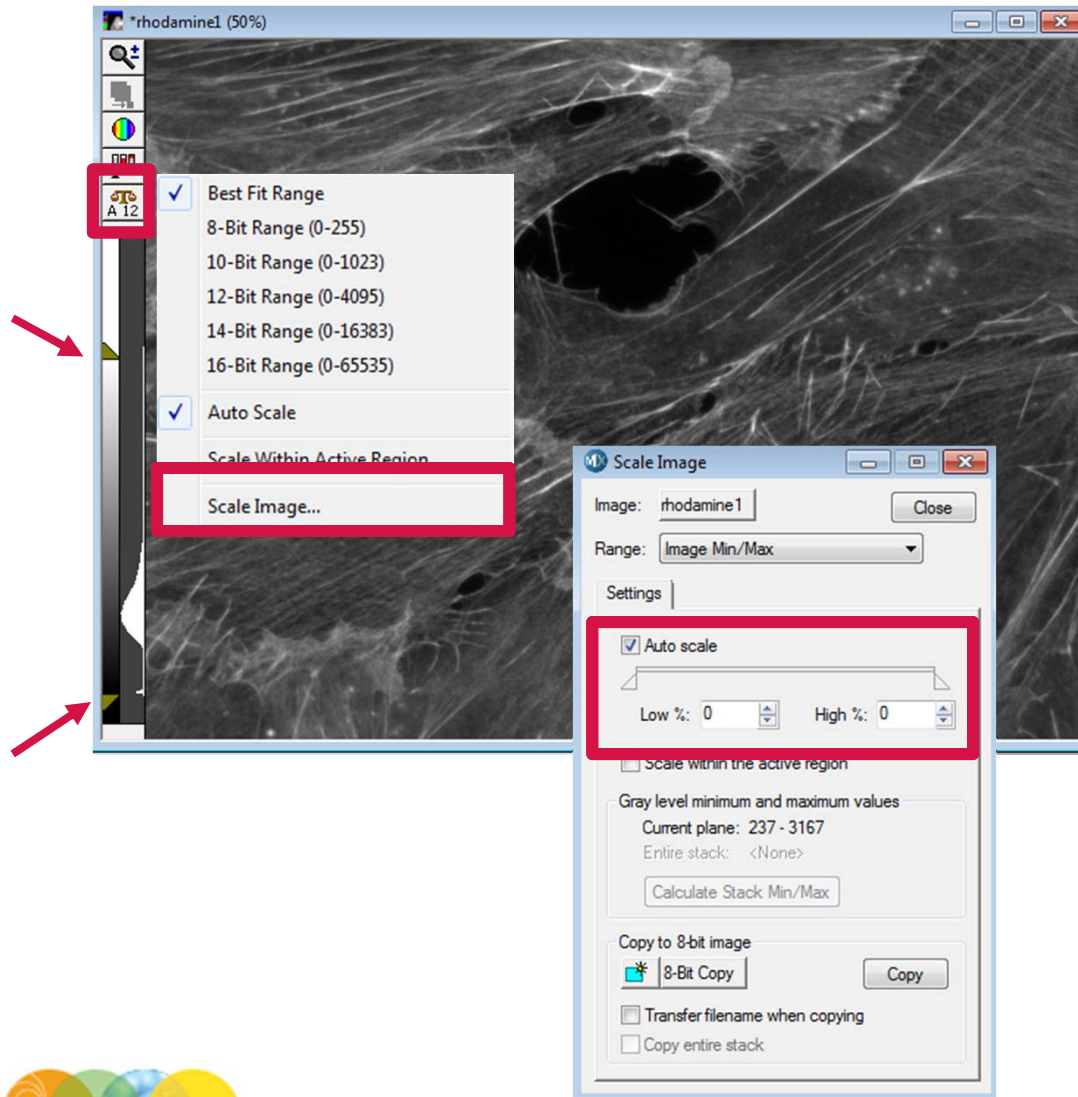 *rhodamine1 (50%)
A 12
Best Fit Range
8-Bit Range (0-255)
10-Bit Range (0-1023)
12-Bit Range (0-4095)
14-Bit Range (0-16383)
16-Bit Range (0-65535)
Auto Scale
Scale Within Active Region
Scale Image...
Scale Image
Image: rhodamine1 Close
Range: Image Min/Max
Settings
Auto scale
Low %: 0 High %: 0
Scale within the active region
Gray level minimum and maximum values
Current plane: 237 - 3167
Entire stack: <None>
Calculate Stack Min/Max
Copy to 8-bit image
8-Bit Copy Copy
Transfer filename when copying
Copy entire stack